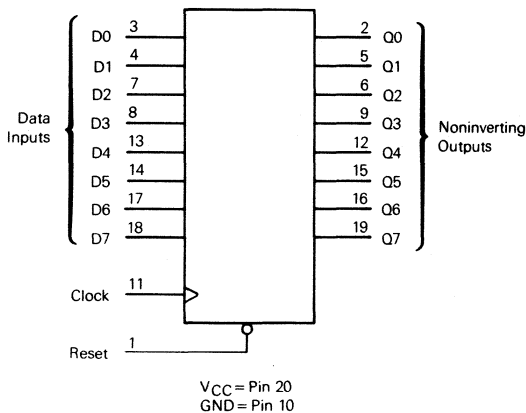 D0 3 2 Q0
D1 4 5 Q1
D2 7 6 Q2
Data Inputs
D3 8 9 Q3
Noninverting Outputs
D4 13 12 Q4
D5 14 15 Q5
D6 17 16 Q6
D7 18 19 Q7
Clock 11
Reset 1
VCC = Pin 20
GND = Pin 10